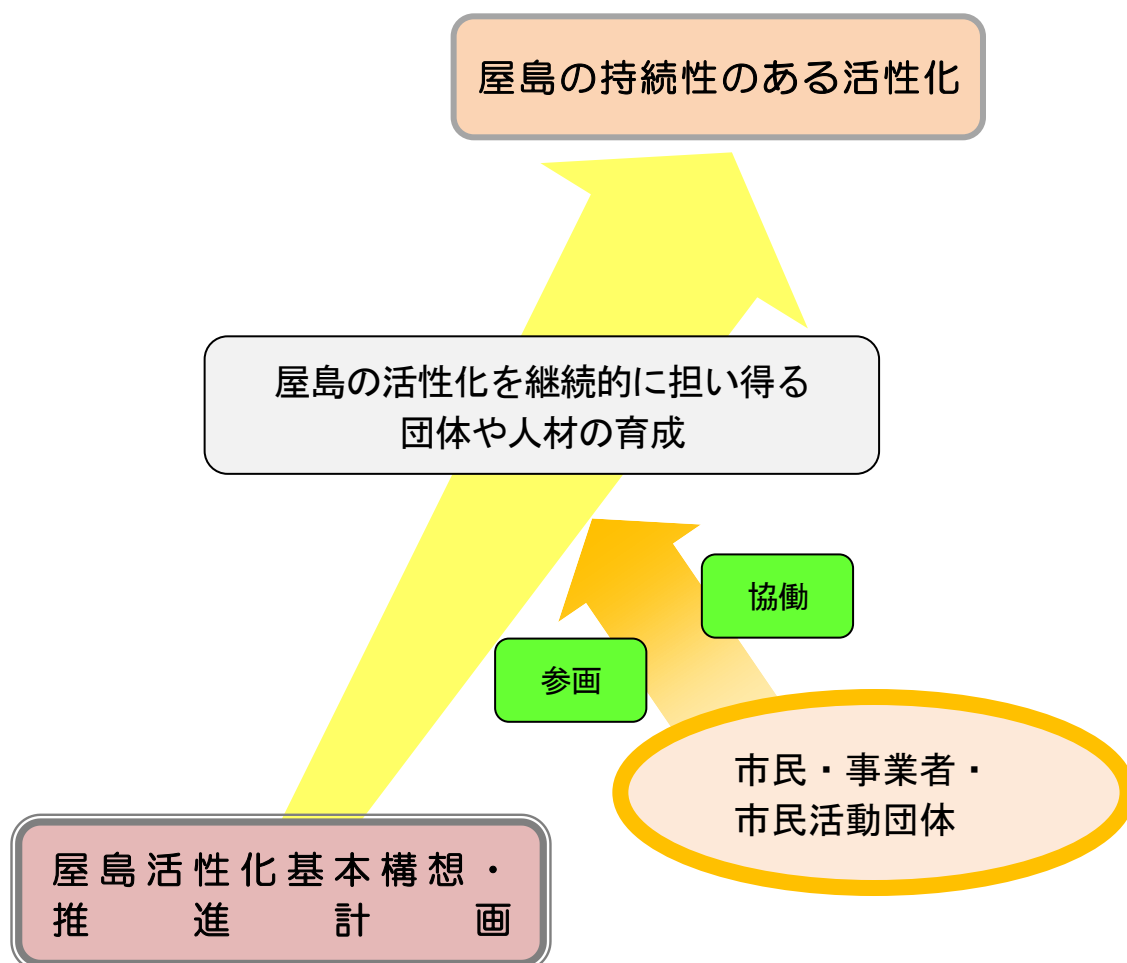 屋島の持続性のある活性化
屋島の活性化を継続的に担い得る
団体や人材の育成
協働
参画
市民・事業者・
市民活動団体
屋島活性化基本構想・
推進計画